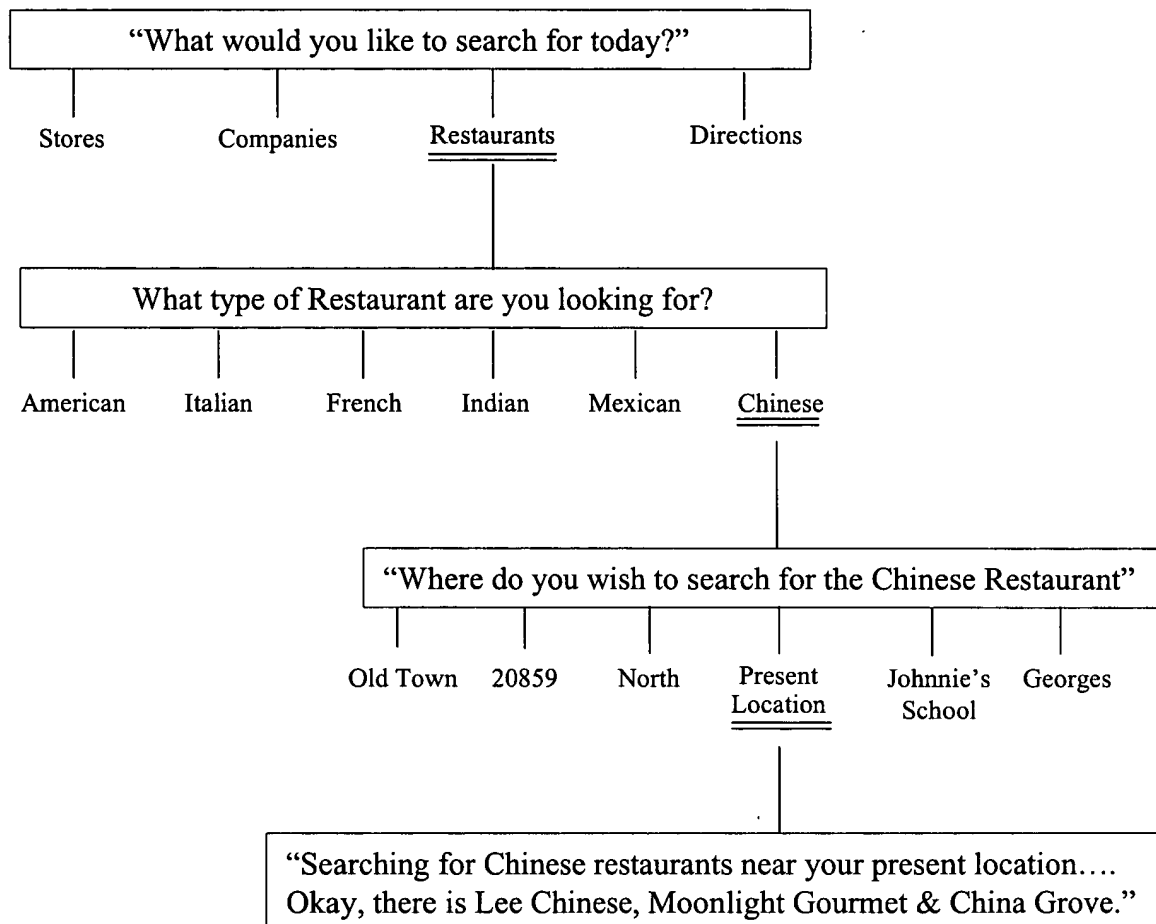 “What would you like to search for today?”
Stores Companies Restaurants Directions
What type of Restaurant are you looking for?
American Italian French Indian Mexican Chinese
“Where do you wish to search for the Chinese Restaurant”
Old Town 20859 North Present Location Johnnie’s School Georges
“Searching for Chinese restaurants near your present location….
Okay, there is Lee Chinese, Moonlight Gourmet & China Grove.”